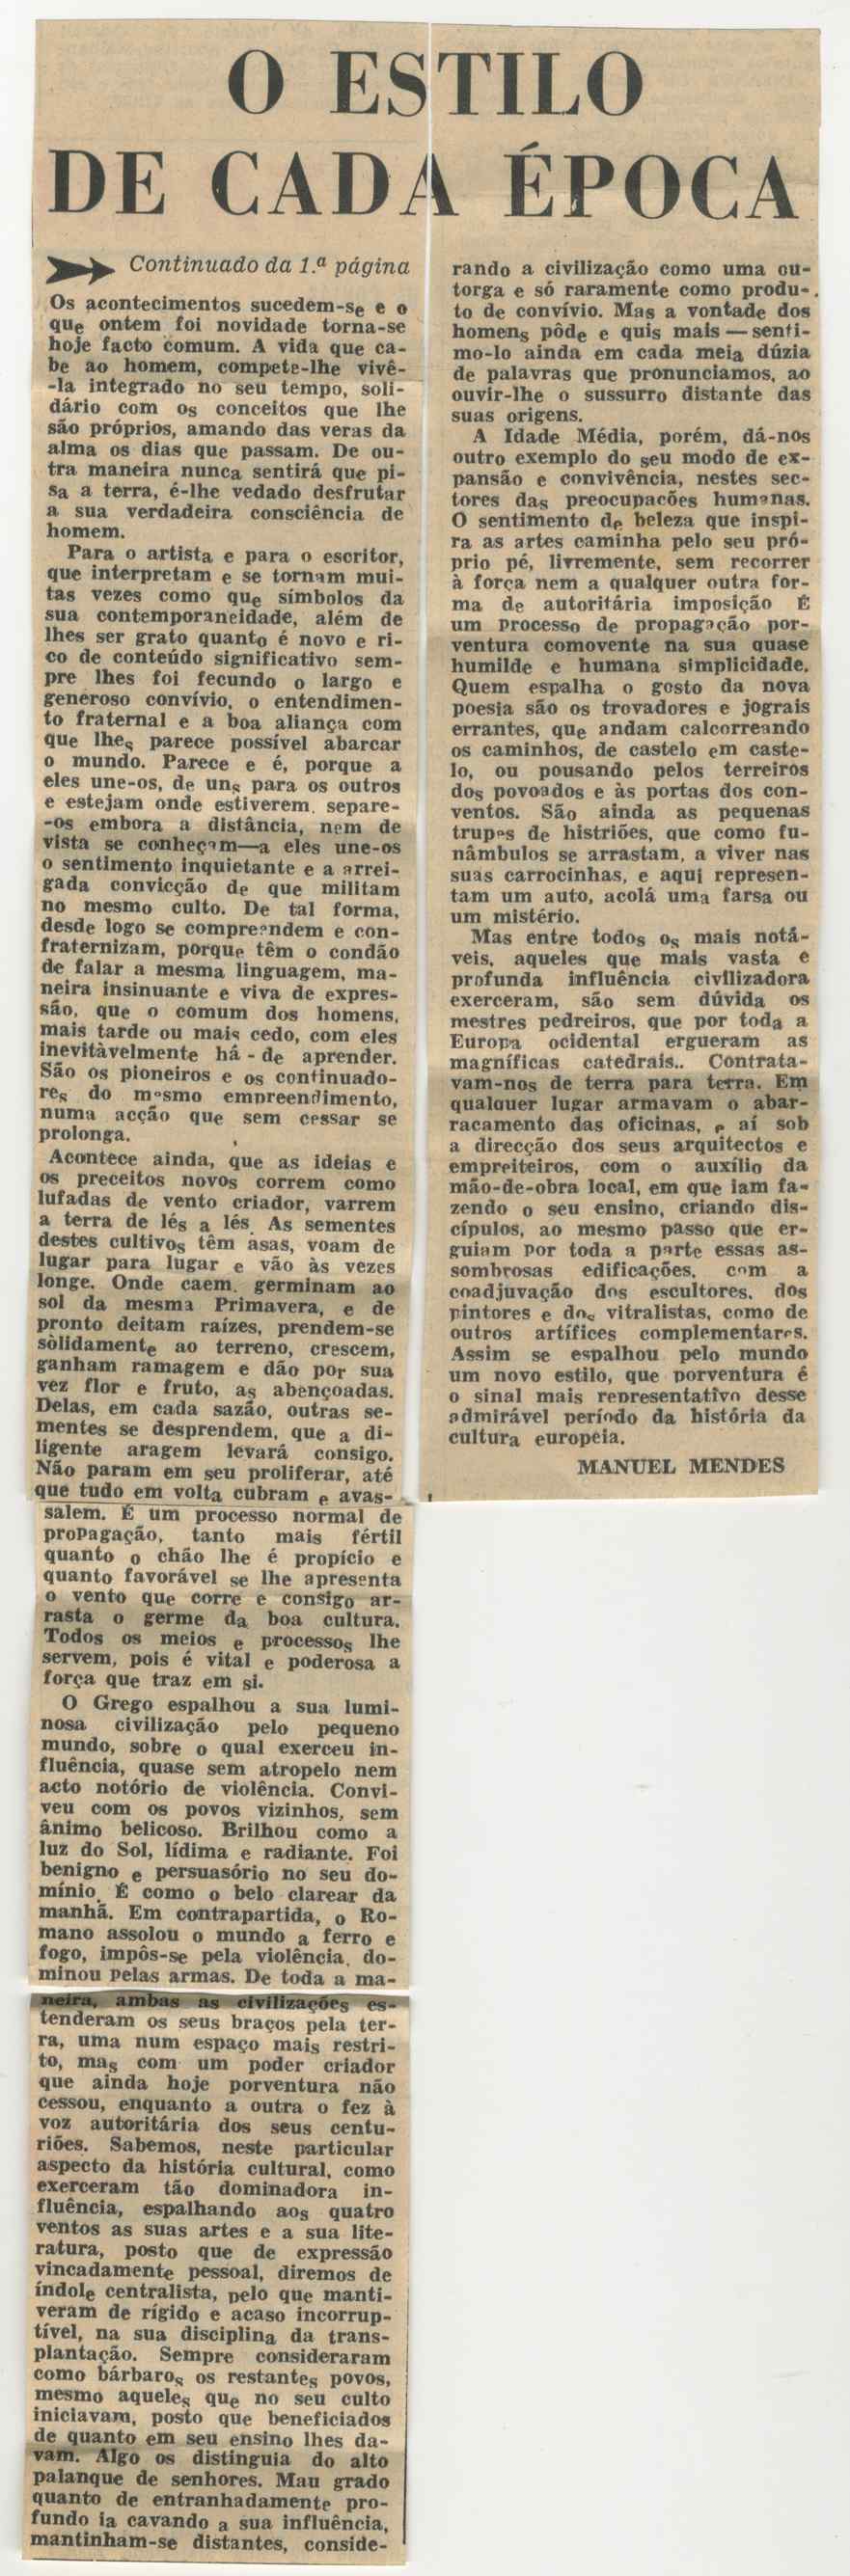 O ESTILO
DE CADA ÉPOCA
Continuado da 1.ª página
Os acontecimentos sucedem-se e o
que ontem foi novidade torna-se
hoje facto comum. A vida que ca-
be ao homem, compete-lhe vivê-
-la integrado no seu tempo, soli-
dário com os conceitos que lhe
são próprios, amando das veras da
alma os dias que passam. De ou-
tra maneira nunca sentirá que pi-
sa a terra, é-lhe vedado desfrutar
a sua verdadeira consciência de
homem.
Para o artista e para o escritor,
que interpretam e se tornam mui-
tas vezes como que símbolos da
sua contemporaneidade, além de
lhes ser grato quanto é novo e ri-
co de conteúdo significativo sem-
pre lhes foi fecundo o largo e
generoso convívio, o entendimen-
to fraternal e a boa aliança com
que lhes parece possível abarcar
o mundo. Parece e é, porque a
eles une-os, de uns para os outros
e estejam onde estiverem, separe-
-os embora a distância, nem de
vista se conheçam—a eles une-os
o sentimento inquietante e a arrei-
gada convicção de que militam
no mesmo culto. De tal forma,
desde logo se compreendem e con-
fraternizam, porque têm o condão
de falar a mesma linguagem, ma-
neira insinuante e viva de expres-
são, que o comum dos homens,
mais tarde ou mais cedo, com eles
inevitàvelmente há-de aprender.
São os pioneiros e os continuado-
res do mesmo empreendimento,
numa acção que sem cessar se
prolonga.
Acontece ainda, que as ideias e
os preceitos novos correm como
lufadas de vento criador, varrem
a terra de lés a lés. As sementes
destes cultivos têm asas, voam de
lugar para lugar e vão às vezes
longe. Onde caem, germinam ao
sol da mesma Primavera, e de
pronto deitam raízes, prendem-se
sòlidamente ao terreno, crescem,
ganham ramagem e dão por sua
vez flor e fruto, as abençoadas.
Delas, em cada sazão, outras se-
mentes se desprendem, que a di-
ligente aragem levará consigo.
Não param em seu proliferar, até
que tudo em volta cubram e avas-
salem. É um processo normal de
propagação, tanto mais fértil
quanto o chão lhe é propício e
quanto favorável se lhe apresenta
o vento que corre e consigo ar-
rasta o germe da boa cultura.
Todos os meios e processos lhe
servem, pois é vital e poderosa a
força que traz em si.
O Grego espalhou a sua lumi-
nosa civilização pelo pequeno
mundo, sobre o qual exerceu in-
fluência, quase sem atropelo nem
acto notório de violência. Convi-
veu com os povos vizinhos, sem
ânimo belicoso. Brilhou como a
luz do Sol, lídima e radiante. Foi
benigno e persuasório no seu do-
mínio. É como o belo clarear da
manhã. Em contrapartida, o Ro-
mano assolou o mundo a ferro e
fogo, impôs-se pela violência, do-
minou pelas armas. De toda a ma-
neira, ambas as civilizações es-
tenderam os seus braços pela ter-
ra, uma num espaço mais restri-
to, mas com um poder criador
que ainda hoje porventura não
cessou, enquanto a outra o fez à
voz autoritária dos seus centu-
riões. Sabemos, neste particular
aspecto da história cultural, como
exerceram tão dominadora in-
fluência, espalhando aos quatro
ventos as suas artes e a sua lite-
ratura, posto que de expressão
vincadamente pessoal, diremos de
índole centralista, pelo que manti-
veram de rígido e acaso incorrup-
tível, na sua disciplina da trans-
plantação. Sempre consideraram
como bárbaros os restantes povos,
mesmo aqueles que no seu culto
iniciavam, posto que beneficiados
de quanto em seu ensino lhes da-
vam. Algo os distinguia do alto
palanque de senhores. Mau grado
quanto de entranhadamente pro-
fundo ia cavando a sua influência,
mantinham-se distantes, conside-
rando a civilização como uma ou-
torga e só raramente como produ-
to de convívio. Mas a vontade dos
homens pôde e quis mais — senti-
mo-lo ainda em cada meia dúzia
de palavras que pronunciamos, ao
ouvir-lhe o sussurro distante das
suas origens.
A Idade Média, porém, dá-nos
outro exemplo do seu modo de ex-
pansão e convivência, nestes sec-
tores das preocupações humanas.
O sentimento de beleza que inspi-
ra as artes caminha pelo seu pró-
prio pé, livremente, sem recorrer
à força nem a qualquer outra for-
ma de autoritária imposição É
um processo de propagação por-
ventura comovente na sua quase
humilde e humana simplicidade.
Quem espalha o gosto da nova
poesia são os trovadores e jograis
errantes, que andam calcorreando
os caminhos, de castelo em caste-
lo, ou pousando pelos terreiros
dos povoados e às portas dos con-
ventos. São ainda as pequenas
trupes de histriões, que como fu-
nâmbulos se arrastam, a viver nas
suas carrocinhas, e aqui represen-
tam um auto, acolá uma farsa ou
um mistério.
Mas entre todos os mais notá-
veis, aqueles que mais vasta e
profunda influência civilizadora
exerceram, são sem dúvida os
mestres pedreiros, que por toda a
Europa ocidental ergueram as
magníficas catedrais.. Contrata-
vam-nos de terra para terra. Em
qualquer lugar armavam o abar-
racamento das oficinas, e aí sob
a direcção dos seus arquitectos e
empreiteiros, com o auxílio da
mão-de-obra local, em que iam fa-
zendo o seu ensino, criando dis-
cípulos, ao mesmo passo que er-
guiam por toda a parte essas as-
sombrosas edificações, com a
coadjuvação dos escultores, dos
pintores e dos vitralistas, como de
outros artífices complementares.
Assim se espalhou pelo mundo
um novo estilo, que porventura é
o sinal mais representativo desse
admirável período da história da
cultura europeia.
MANUEL MENDES